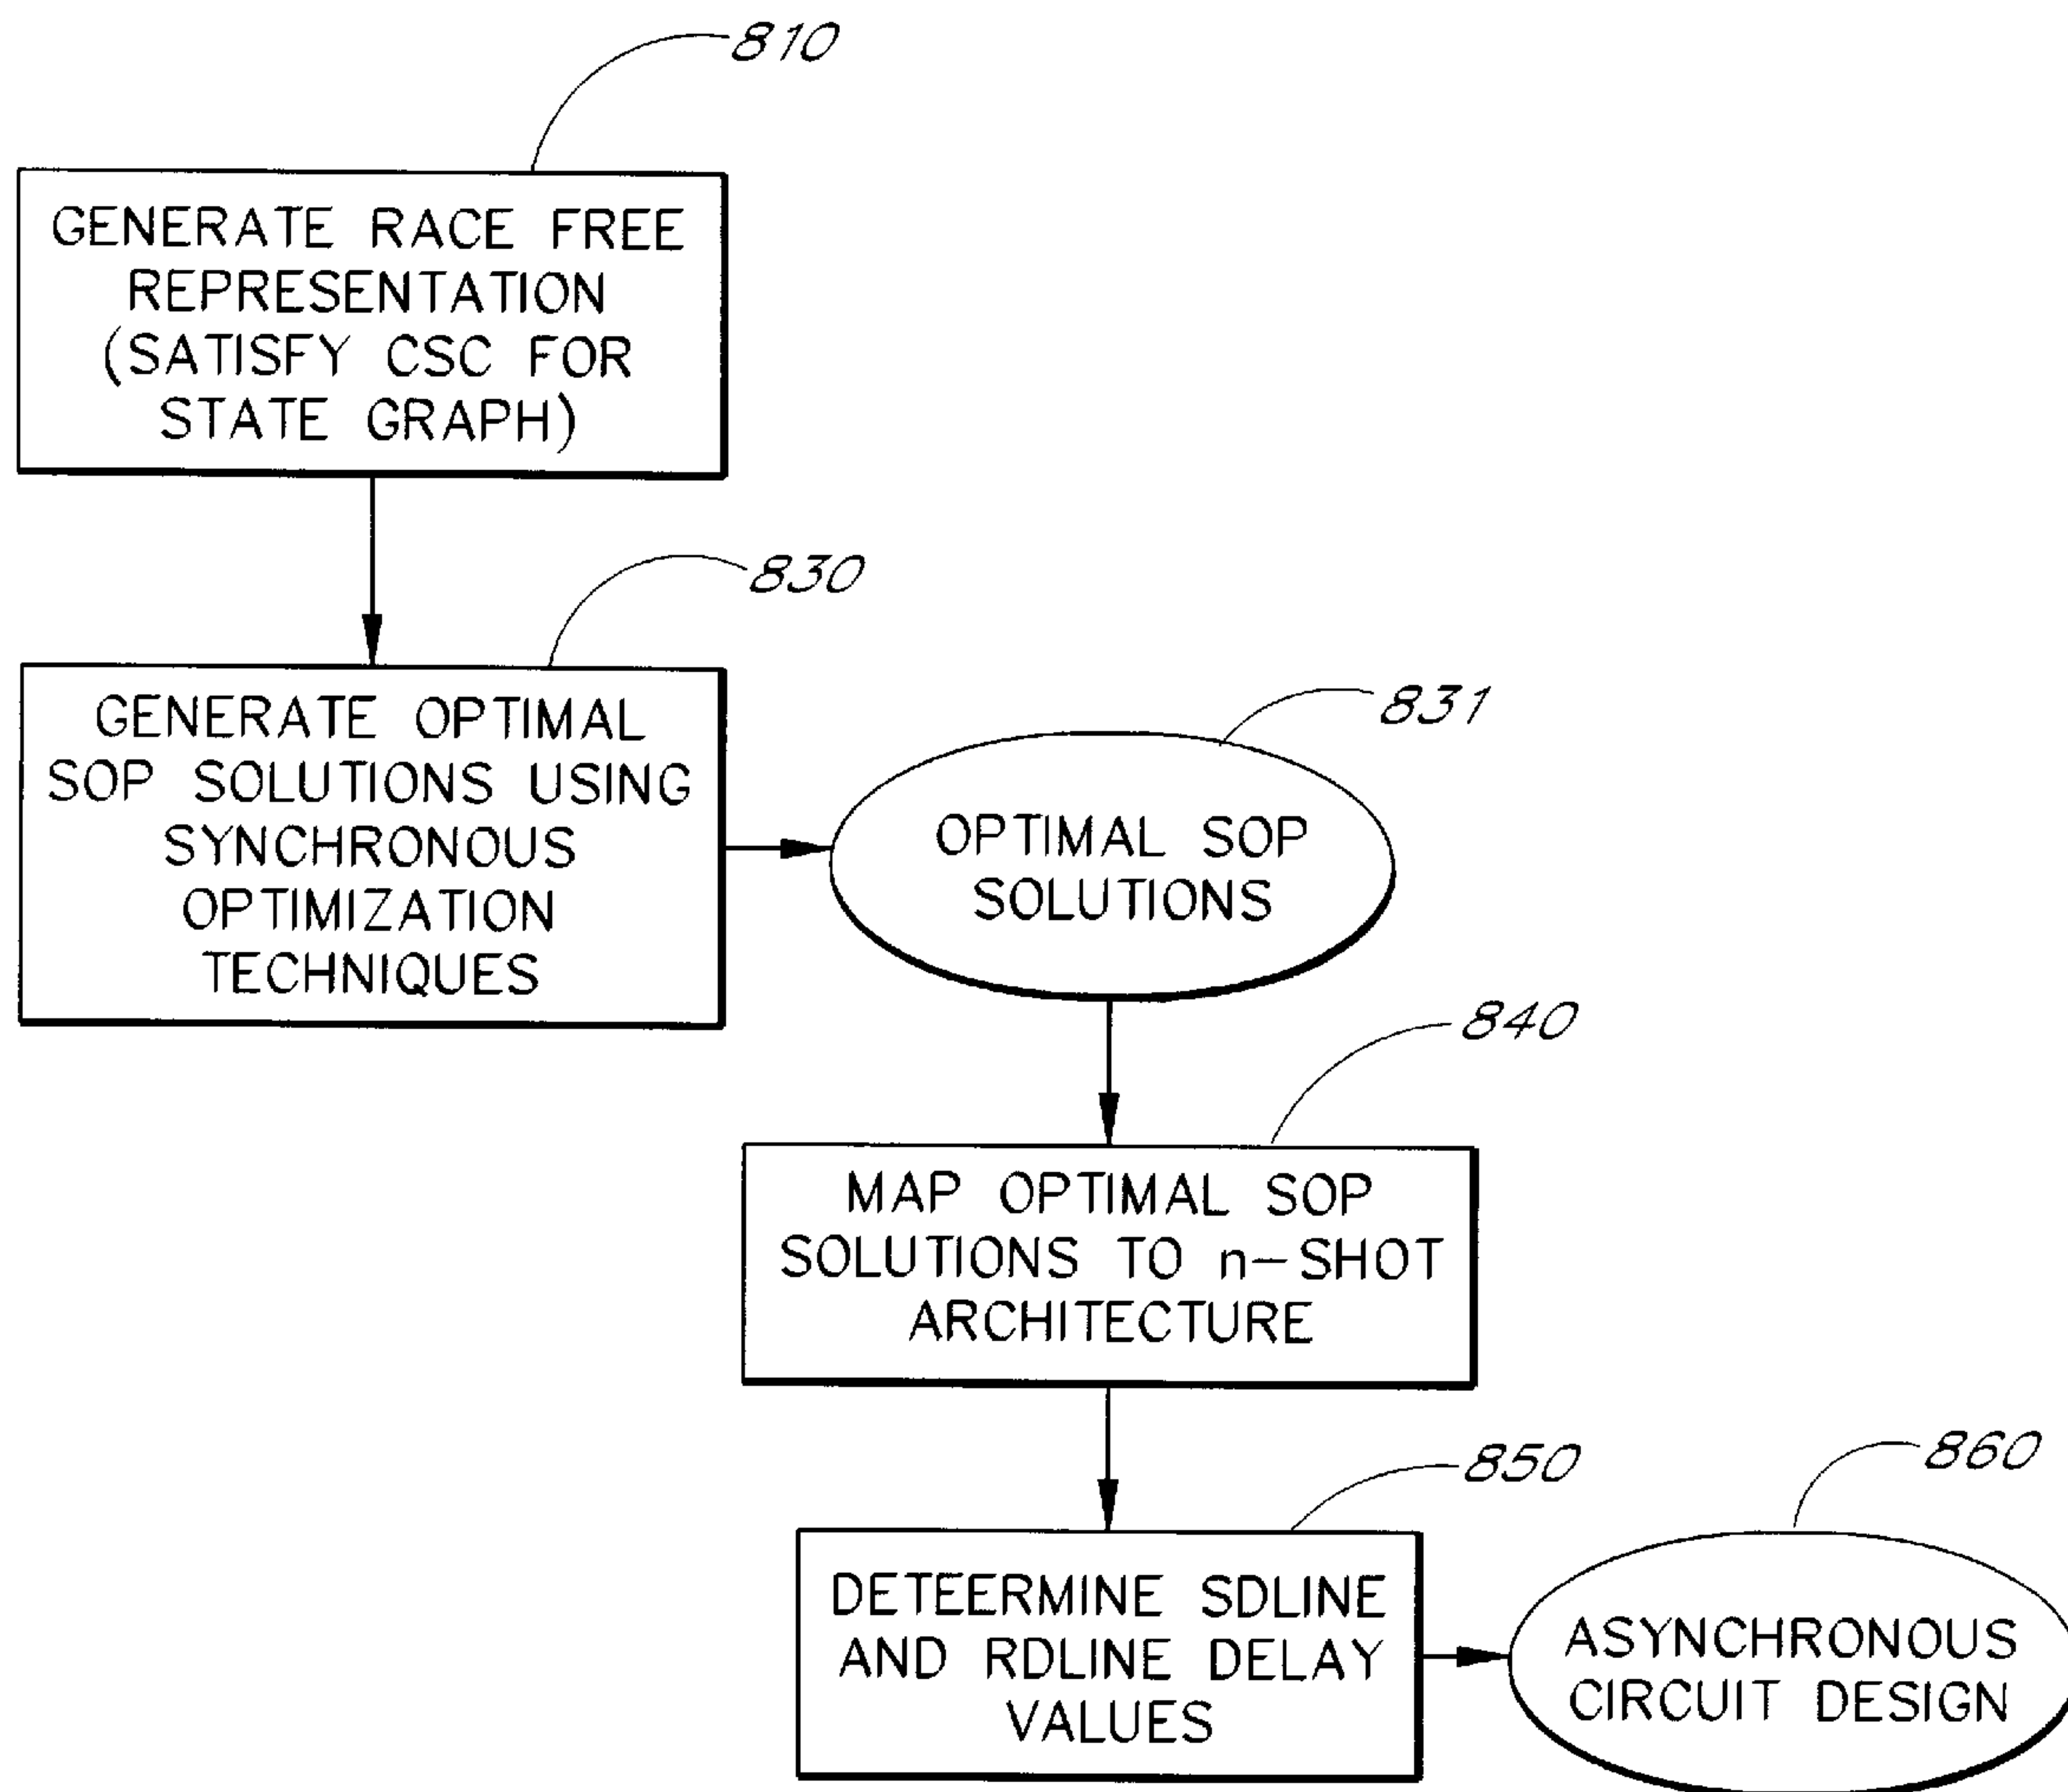 810
GENERATE RACE FREE
REPRESENTATION
(SATISFY CSC FOR
STATE GRAPH)
830
GENERATE OPTIMAL
SOP SOLUTIONS USING
SYNCHRONOUS
OPTIMIZATION
TECHNIQUES
831
OPTIMAL SOP
SOLUTIONS
840
MAP OPTIMAL SOP
SOLUTIONS TO n-SHOT
ARCHITECTURE
850
DETEERMINE SDLINE
AND RDLINE DELAY
VALUES
860
ASYNCHRONOUS
CIRCUIT DESIGN